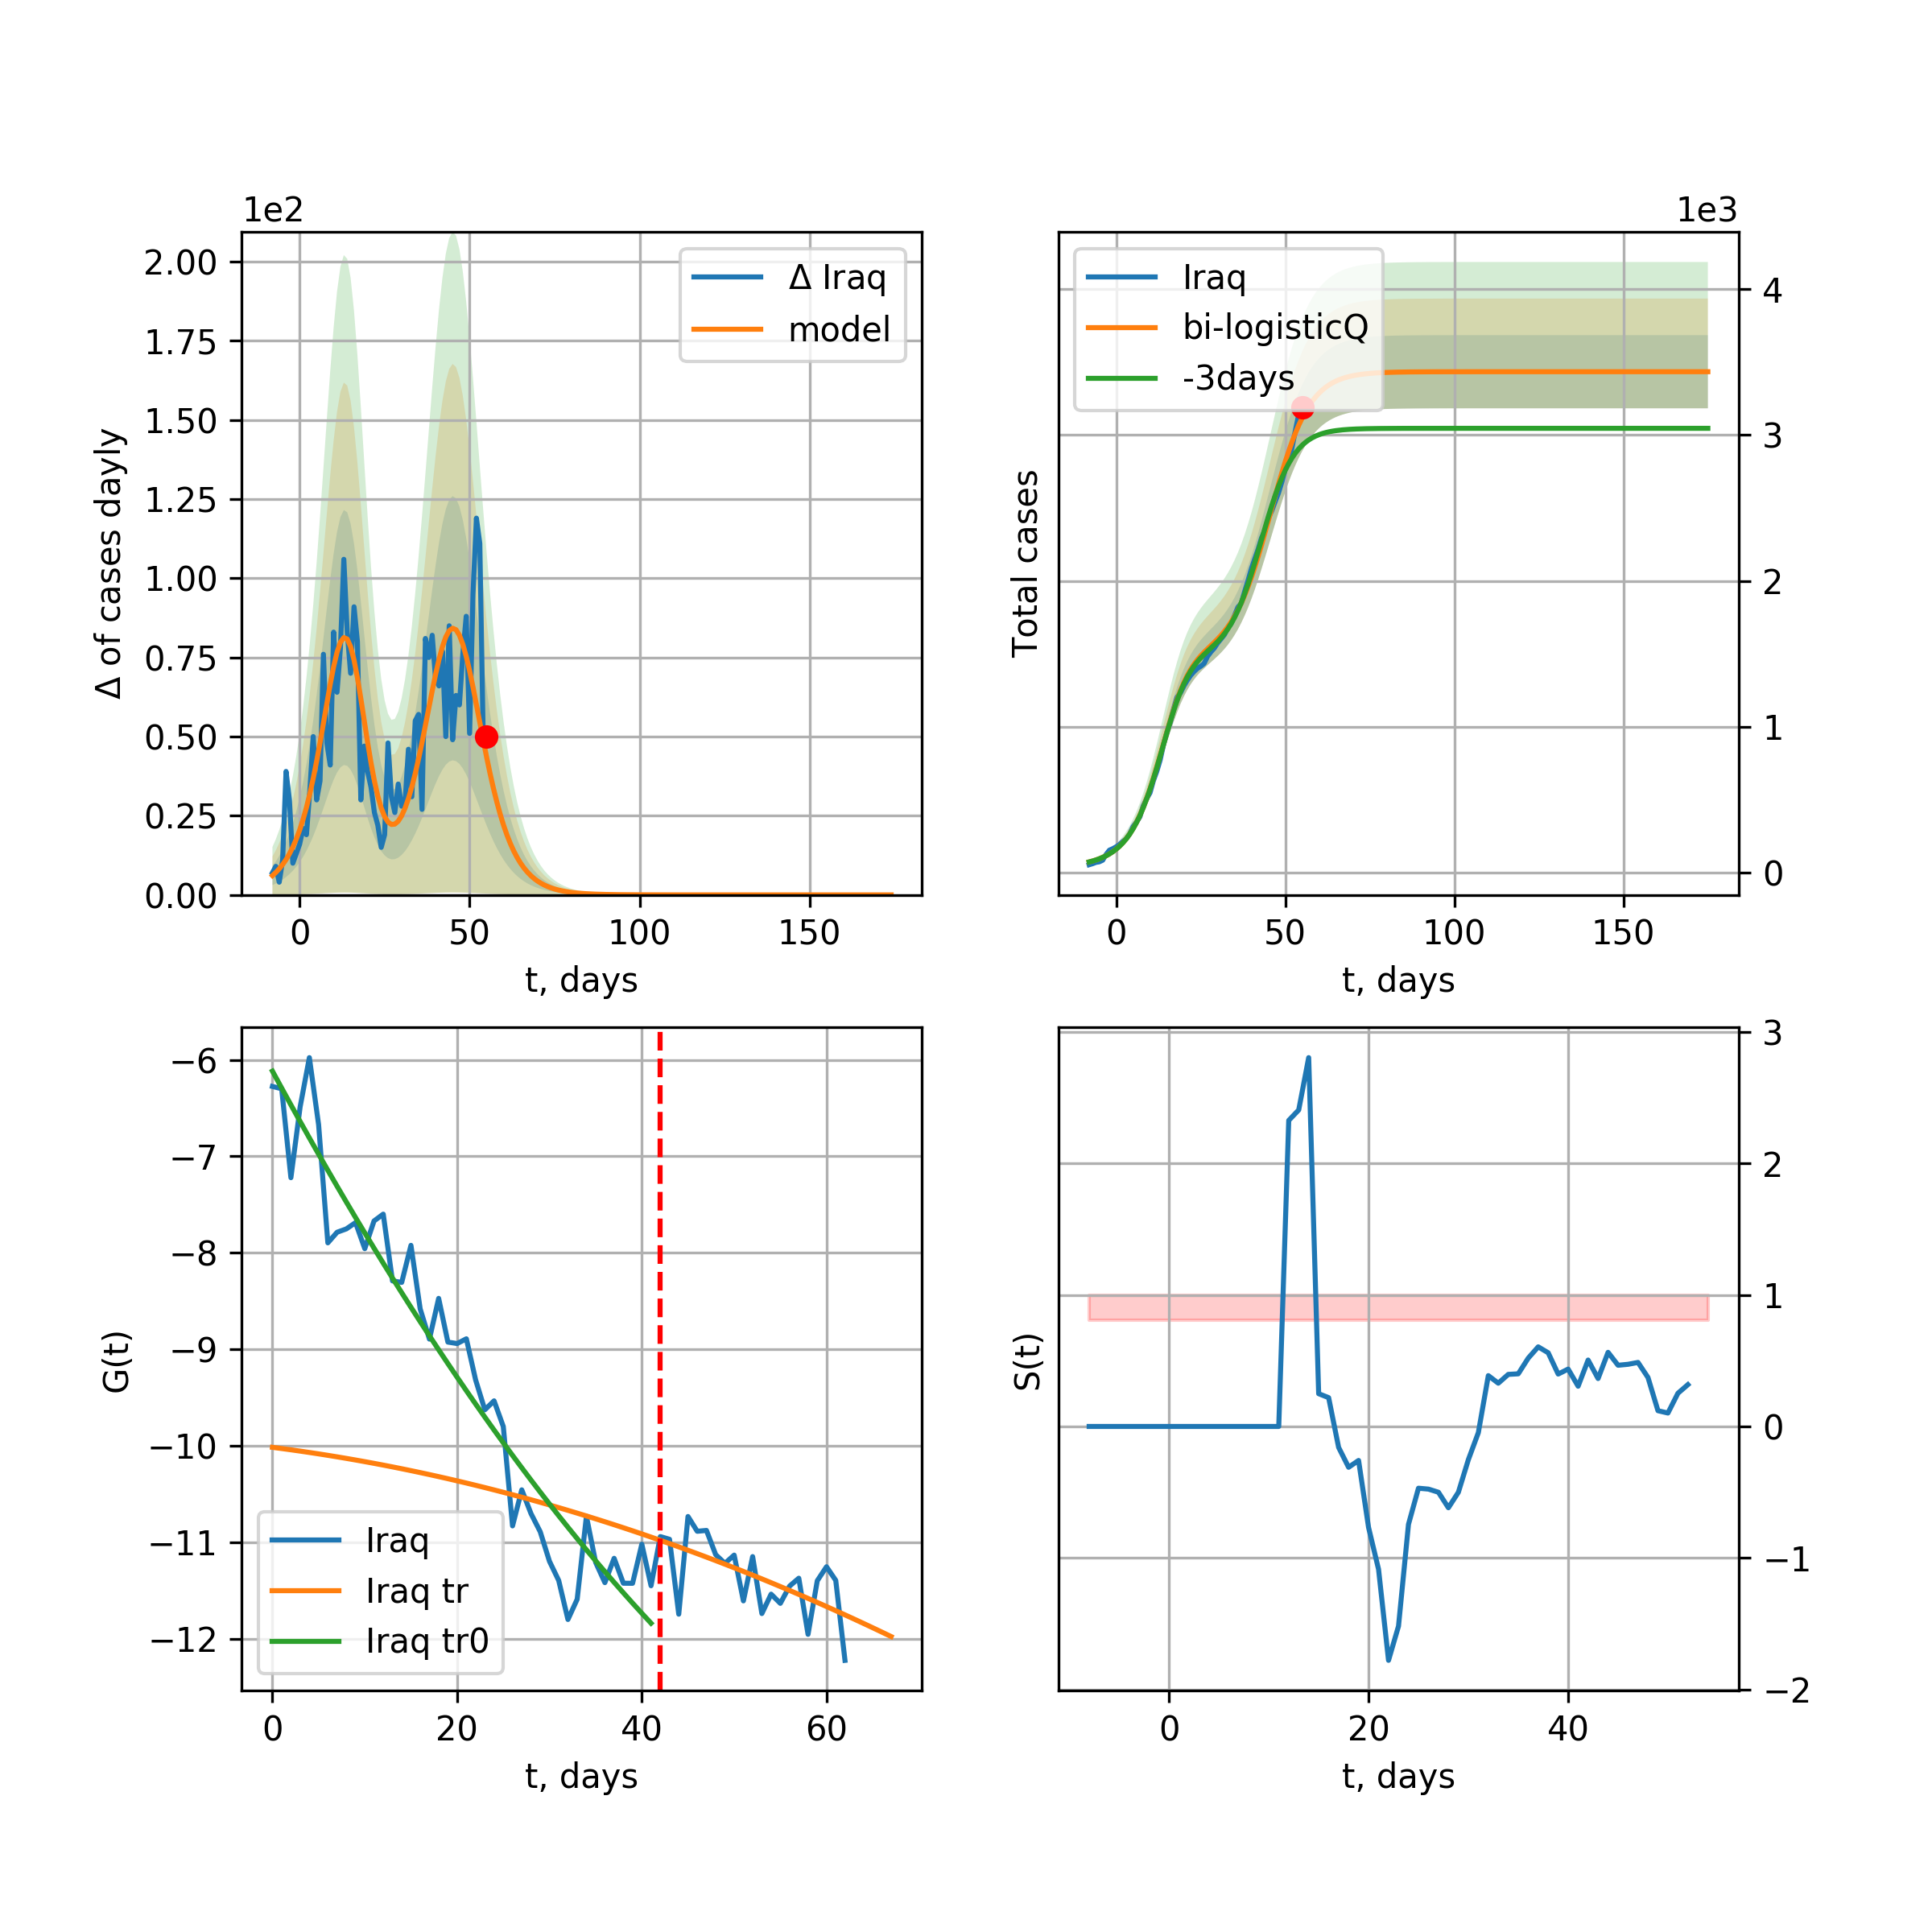 1e2
Δ of cases dayly
2.00
1.75
1.50
1.25
1.00
0.75
0.50
0.25
0.00
0 50 100 150
t, days
Δ Iraq
model
1e3
Total cases
4
3
2
1
0
0 50 100 150
t, days
Iraq
bi-logisticQ
-3days
G(t)
−6
−7
−8
−9
−10
−11
−12
0 20 40 60
t, days
Iraq
Iraq tr
Iraq tr0
S(t)
3
2
1
0
−1
−2
0 20 40
t, days